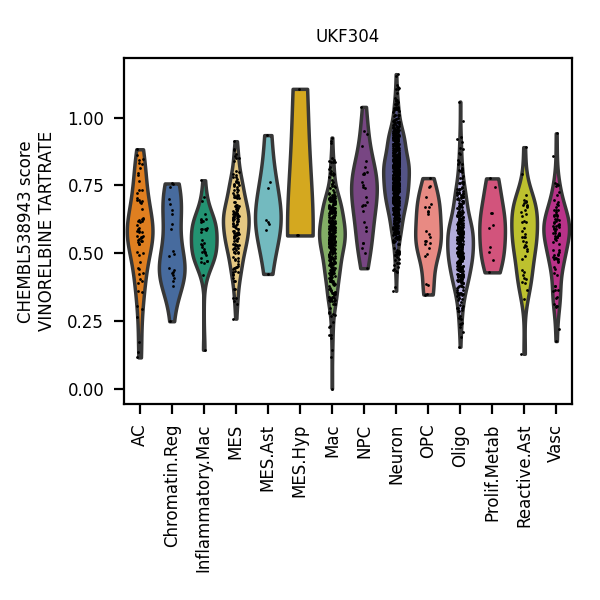 UKF304
CHEMBL538943 score
VINORELBINE TARTRATE
1.00
0.75
0.50
0.25
0.00
AC
Chromatin.Reg
Inflammatory.Mac
MES
MES.Ast
MES.Hyp
Mac
NPC
Neuron
OPC
Oligo
Prolif.Metab
Reactive.Ast
Vasc